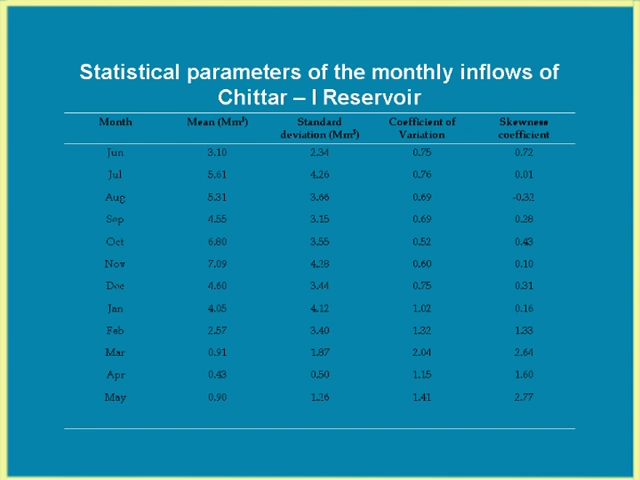 Statistical parameters of the monthly inflows of
Chittar – I Reservoir
Month Mean (Mm³) Standard deviation (Mm³) Coefficient of Variation Skewness coefficient
Jun 3.10 2.34 0.75 0.72
Jul 5.61 4.26 0.76 0.01
Aug 5.31 3.66 0.69 -0.32
Sep 4.55 3.15 0.69 0.28
Oct 6.80 3.55 0.52 0.43
Nov 7.09 4.28 0.60 0.10
Dec 4.60 3.44 0.75 0.31
Jan 4.05 4.12 1.02 0.16
Feb 2.57 3.40 1.32 1.33
Mar 0.91 1.87 2.04 2.64
Apr 0.43 0.50 1.15 1.60
May 0.90 1.26 1.41 2.77